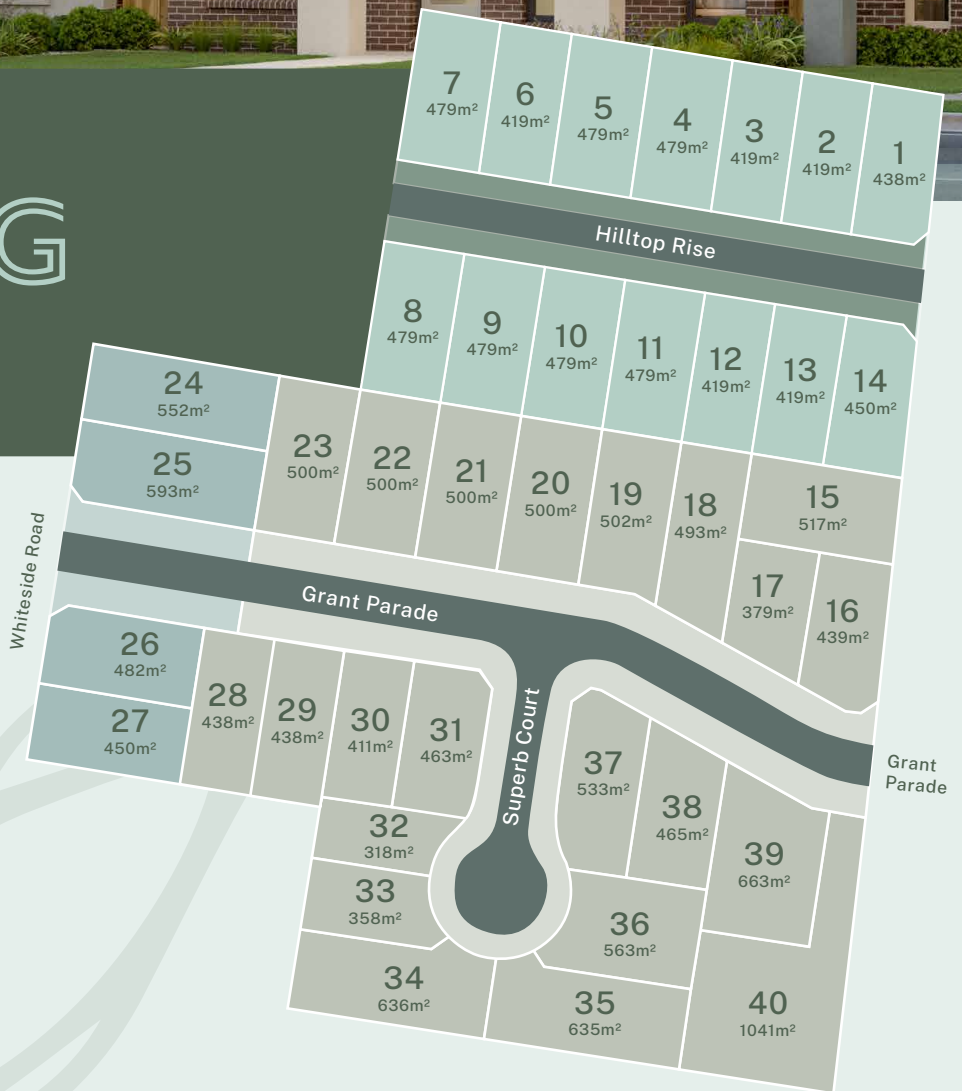 G
7
479m²
6
419m²
5
479m²
4
479m²
3
419m²
2
419m²
1
438m²
Hilltop Rise
8
479m²
9
479m²
10
479m²
11
479m²
12
419m²
13
419m²
14
450m²
24
552m²
25
593m²
23
500m²
22
500m²
21
500m²
20
500m²
19
502m²
18
493m²
15
517m²
17
379m²
16
439m²
Whiteside Road
Grant Parade
26
482m²
27
450m²
28
438m²
29
438m²
30
411m²
31
463m²
Superb Court
37
533m²
38
465m²
39
663m²
Grant
Parade
32
318m²
33
358m²
34
636m²
36
563m²
35
635m²
40
1041m²